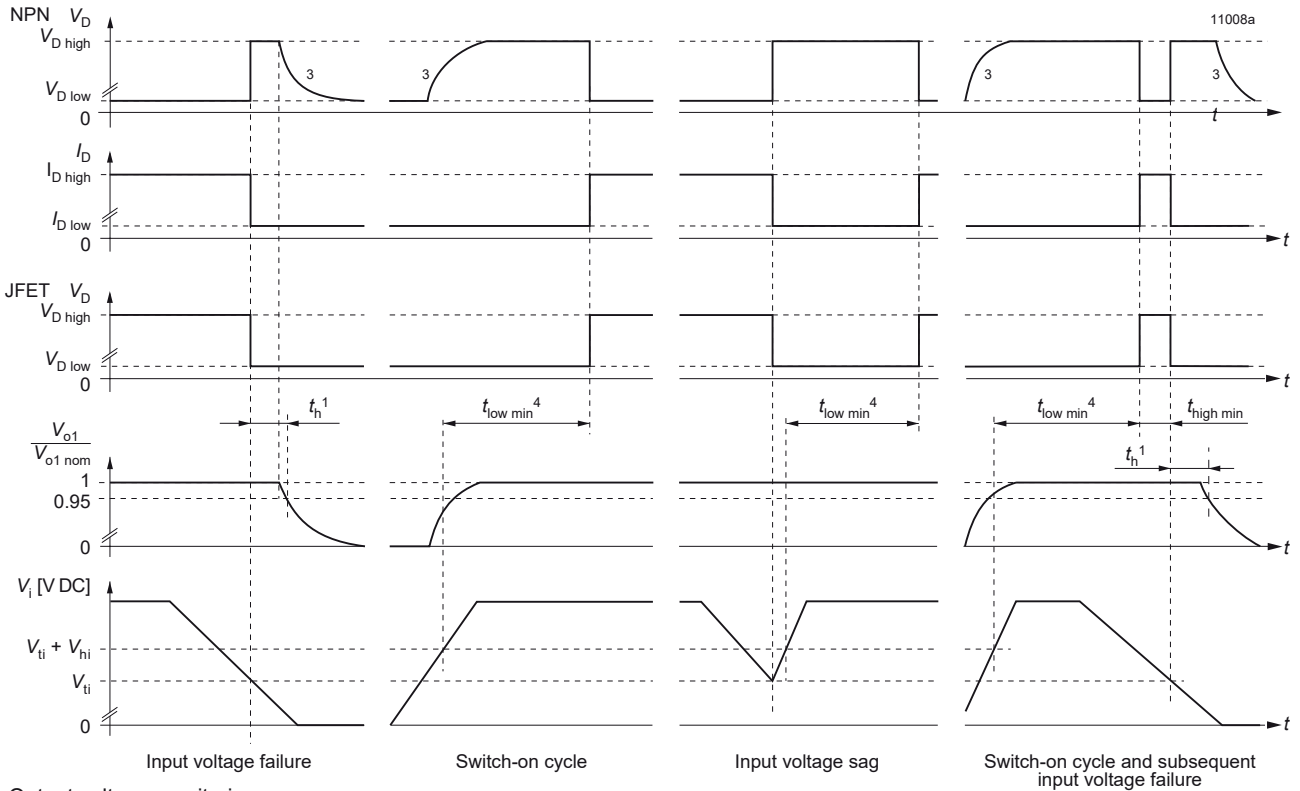 NPN V_D
11008a
V_D high
3 3 3 3
V_D low
0
t
I_D
I_D high
I_D low
0
t
JFET V_D
V_D high
V_D low
0
t
t_h^1 t_low min^4 t_low min^4 t_low min^4 t_high min
V_o1
V_o1 nom
t_h^1
1
0.95
0
t
V_i [V DC]
V_ti + V_hi
V_ti
0
t
Input voltage failure Switch-on cycle Input voltage sag Switch-on cycle and subsequent
input voltage failure